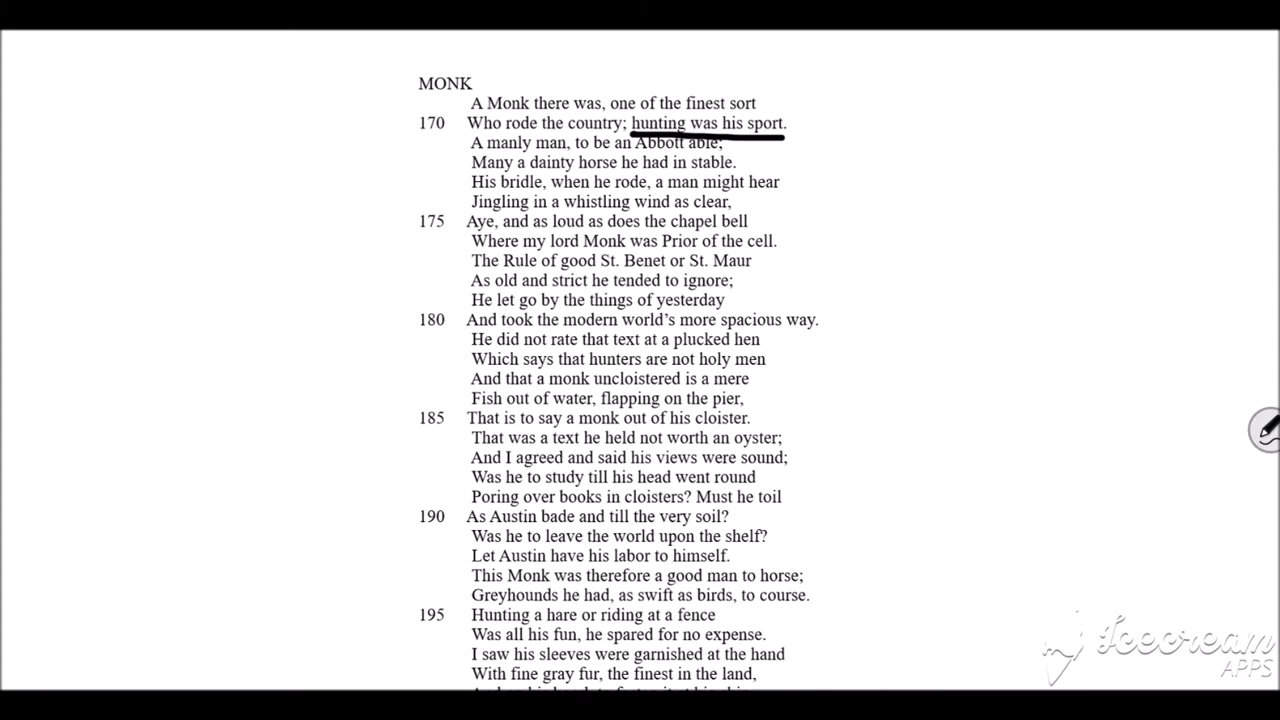 MONK
A Monk there was, one of the finest sort
170 Who rode the country; hunting was his sport.
A manly man, to be an Abbott able;
Many a dainty horse he had in stable.
His bridle, when he rode, a man might hear
Jingling in a whistling wind as clear,
175 Aye, and as loud as does the chapel bell
Where my lord Monk was Prior of the cell.
The Rule of good St. Benet or St. Maur
As old and strict he tended to ignore;
He let go by the things of yesterday
180 And took the modern world’s more spacious way.
He did not rate that text at a plucked hen
Which says that hunters are not holy men
And that a monk uncloistered is a mere
Fish out of water, flapping on the pier,
185 That is to say a monk out of his cloister.
That was a text he held not worth an oyster;
And I agreed and said his views were sound;
Was he to study till his head went round
Poring over books in cloisters? Must he toil
190 As Austin bade and till the very soil?
Was he to leave the world upon the shelf?
Let Austin have his labor to himself.
This Monk was therefore a good man to horse;
Greyhounds he had, as swift as birds, to course.
195 Hunting a hare or riding at a fence
Was all his fun, he spared for no expense.
I saw his sleeves were garnished at the hand
With fine gray fur, the finest in the land,
Icecream
APPS